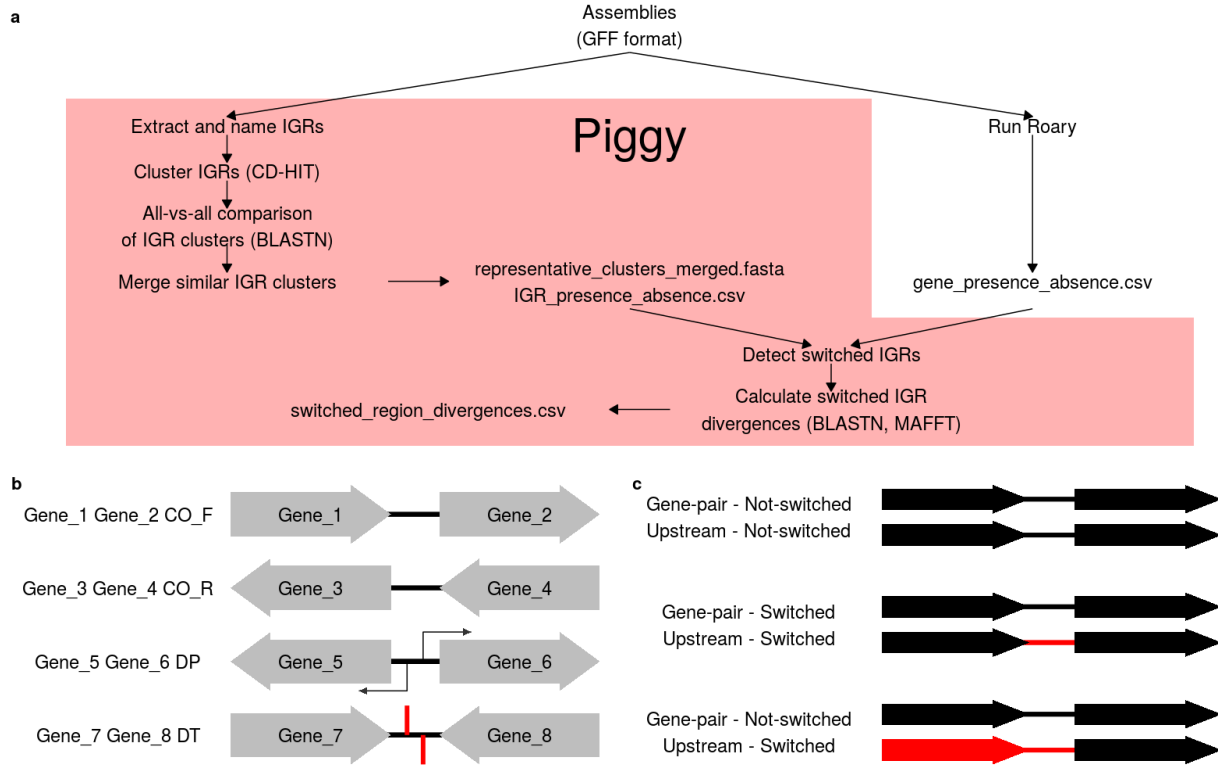 a
Assemblies
(GFF format)
Extract and name IGRs
Piggy
Run Roary
Cluster IGRs (CD-HIT)
All-vs-all comparison
of IGR clusters (BLASTN)
Merge similar IGR clusters
representative_clusters_merged.fasta
IGR_presence_absence.csv
gene_presence_absence.csv
Detect switched IGRs
Calculate switched IGR
divergences (BLASTN, MAFFT)
switched_region_divergences.csv
b
Gene_1 Gene_2 CO_F
Gene_1
Gene_2
Gene_3 Gene_4 CO_R
Gene_3
Gene_4
Gene_5 Gene_6 DP
Gene_5
Gene_6
Gene_7 Gene_8 DT
Gene_7
Gene_8
c
Gene-pair - Not-switched
Upstream - Not-switched
Gene-pair - Switched
Upstream - Switched
Gene-pair - Not-switched
Upstream - Switched